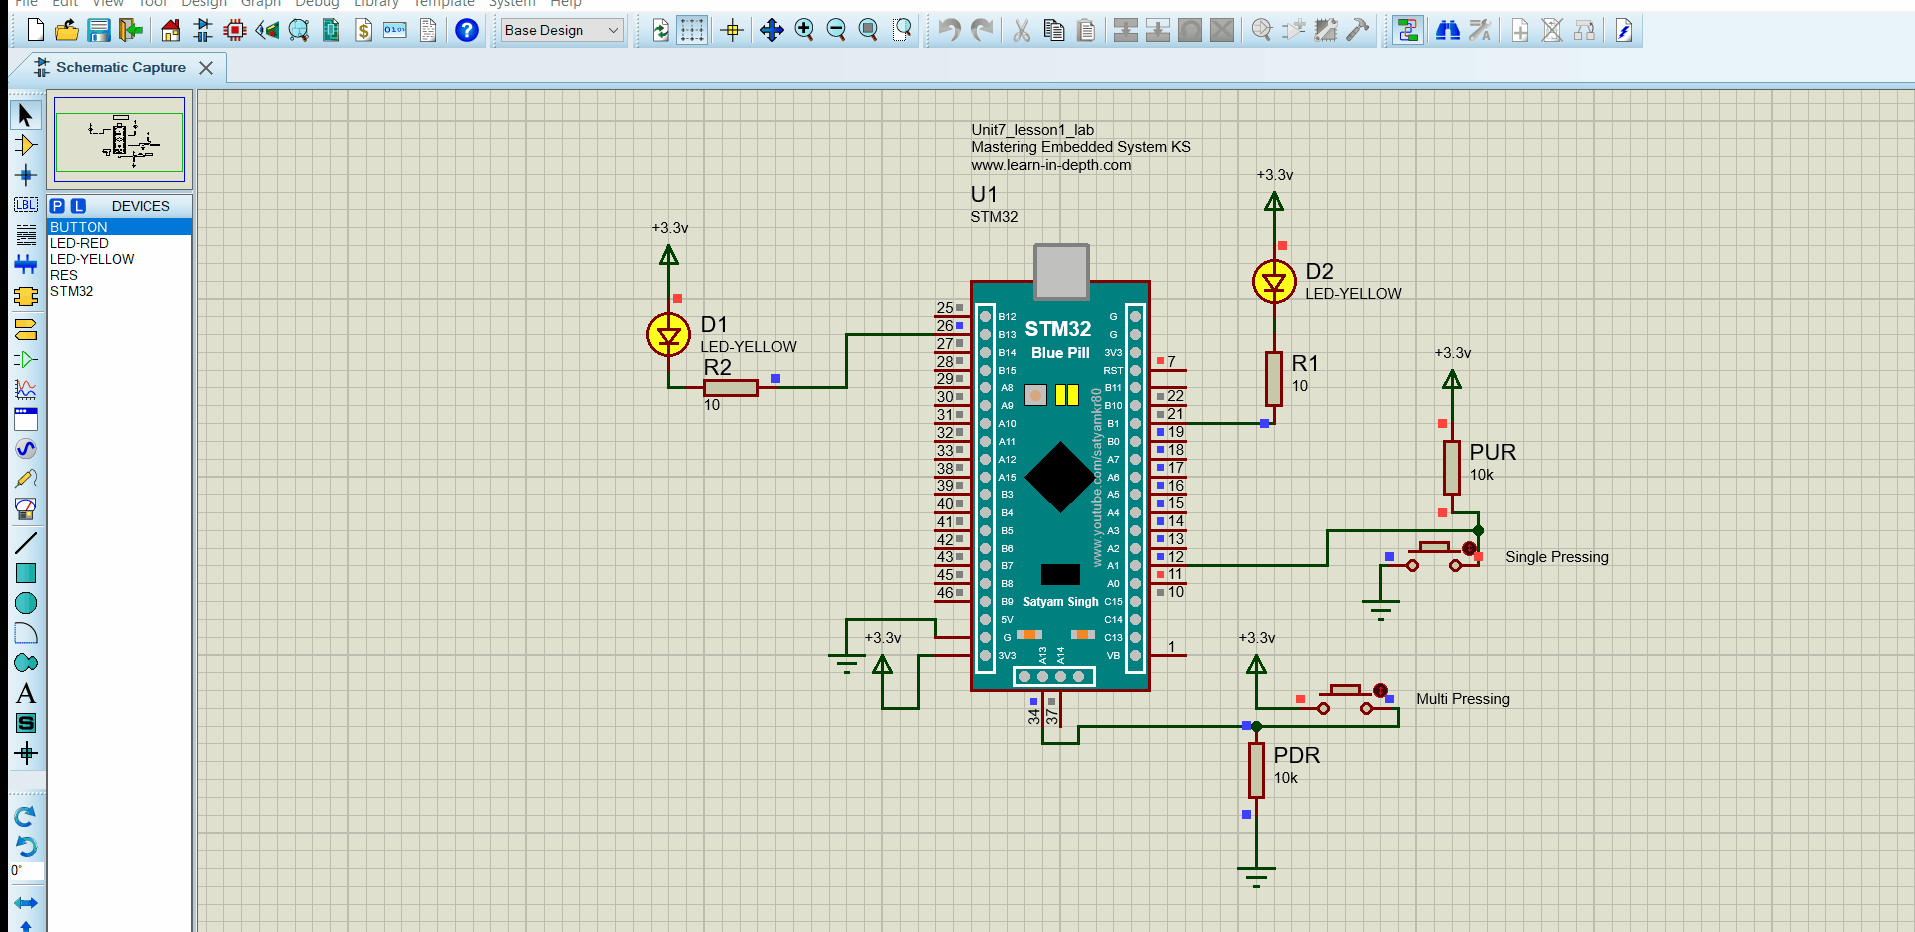 File Edit View Tool Design Graph Debug Library Template System Help
Base Design
Schematic Capture
P L DEVICES
BUTTON
LED-RED
LED-YELLOW
RES
STM32
LBL
A
S
0°
Unit7_lesson1_lab
Mastering Embedded System KS
www.learn-in-depth.com
U1
STM32
+3.3v
D1
LED-YELLOW
R2
10
+3.3v
D2
LED-YELLOW
R1
10
+3.3v
PUR
10k
Single Pressing
+3.3v
Multi Pressing
PDR
10k
+3.3v
STM32
Blue Pill
www.youtube.com/satyamkr80
Satyam Singh
25 B12
26 B13
27 B14
28 B15
29 A8
30 A9
31 A10
32 A11
33 A12
38 A15
39 B3
40 B4
41 B5
42 B6
43 B7
45 B8
46 B9
5V
G
3V3
G
G
3V3
RST 7
B11
B10 22
B1 21
B0 19
A7 18
A6 17
A5 16
A4 15
A3 14
A2 13
A1 12
A0 11
C15 10
C14
C13
VB 1
A13
A14
34
37